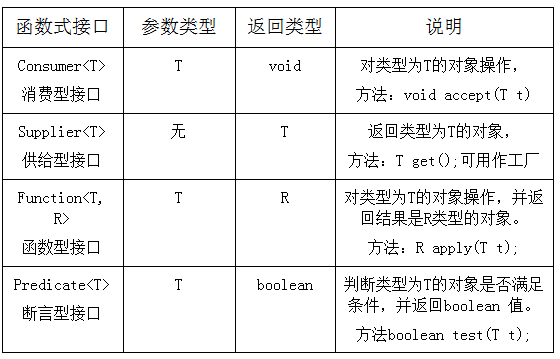 函数式接口 参数类型 返回类型 说明
Consumer<T> T void 对类型为T的对象操作，
消费型接口 方法：void accept(T t)
Supplier<T> 无 T 返回类型为T的对象，
供给型接口 方法：T get();可用作工厂
Function<T, T R 对类型为T的对象操作，并返
R> 回结果是R类型的对象。
函数型接口 方法：R apply(T t);
Predicate<T> T boolean 判断类型为T的对象是否满足
断言型接口 条件，并返回boolean 值。
方法boolean test(T t);